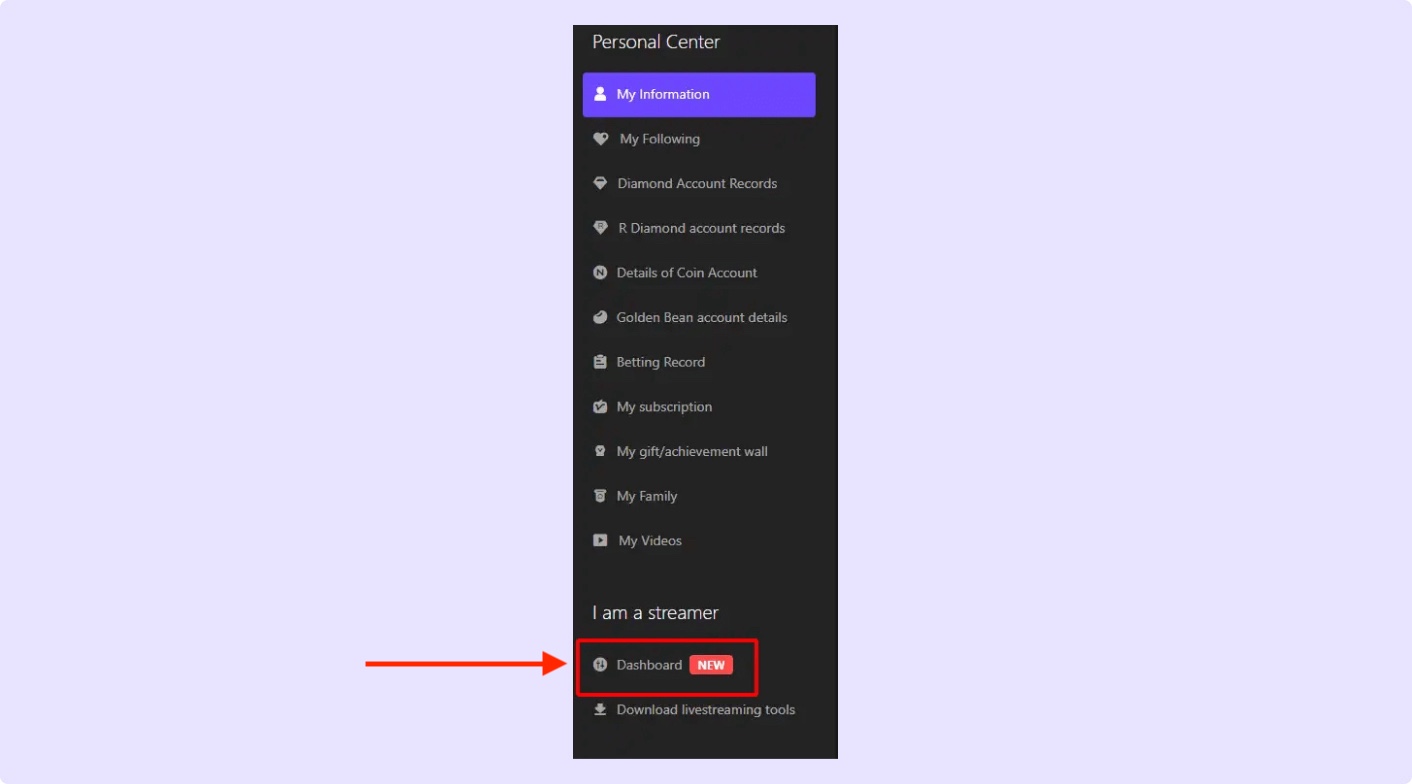 Personal Center
My Information
My Following
Diamond Account Records
R Diamond account records
Details of Coin Account
Golden Bean account details
Betting Record
My subscription
My gift/achievement wall
My Family
My Videos
I am a streamer
Dashboard NEW
Download livestreaming tools